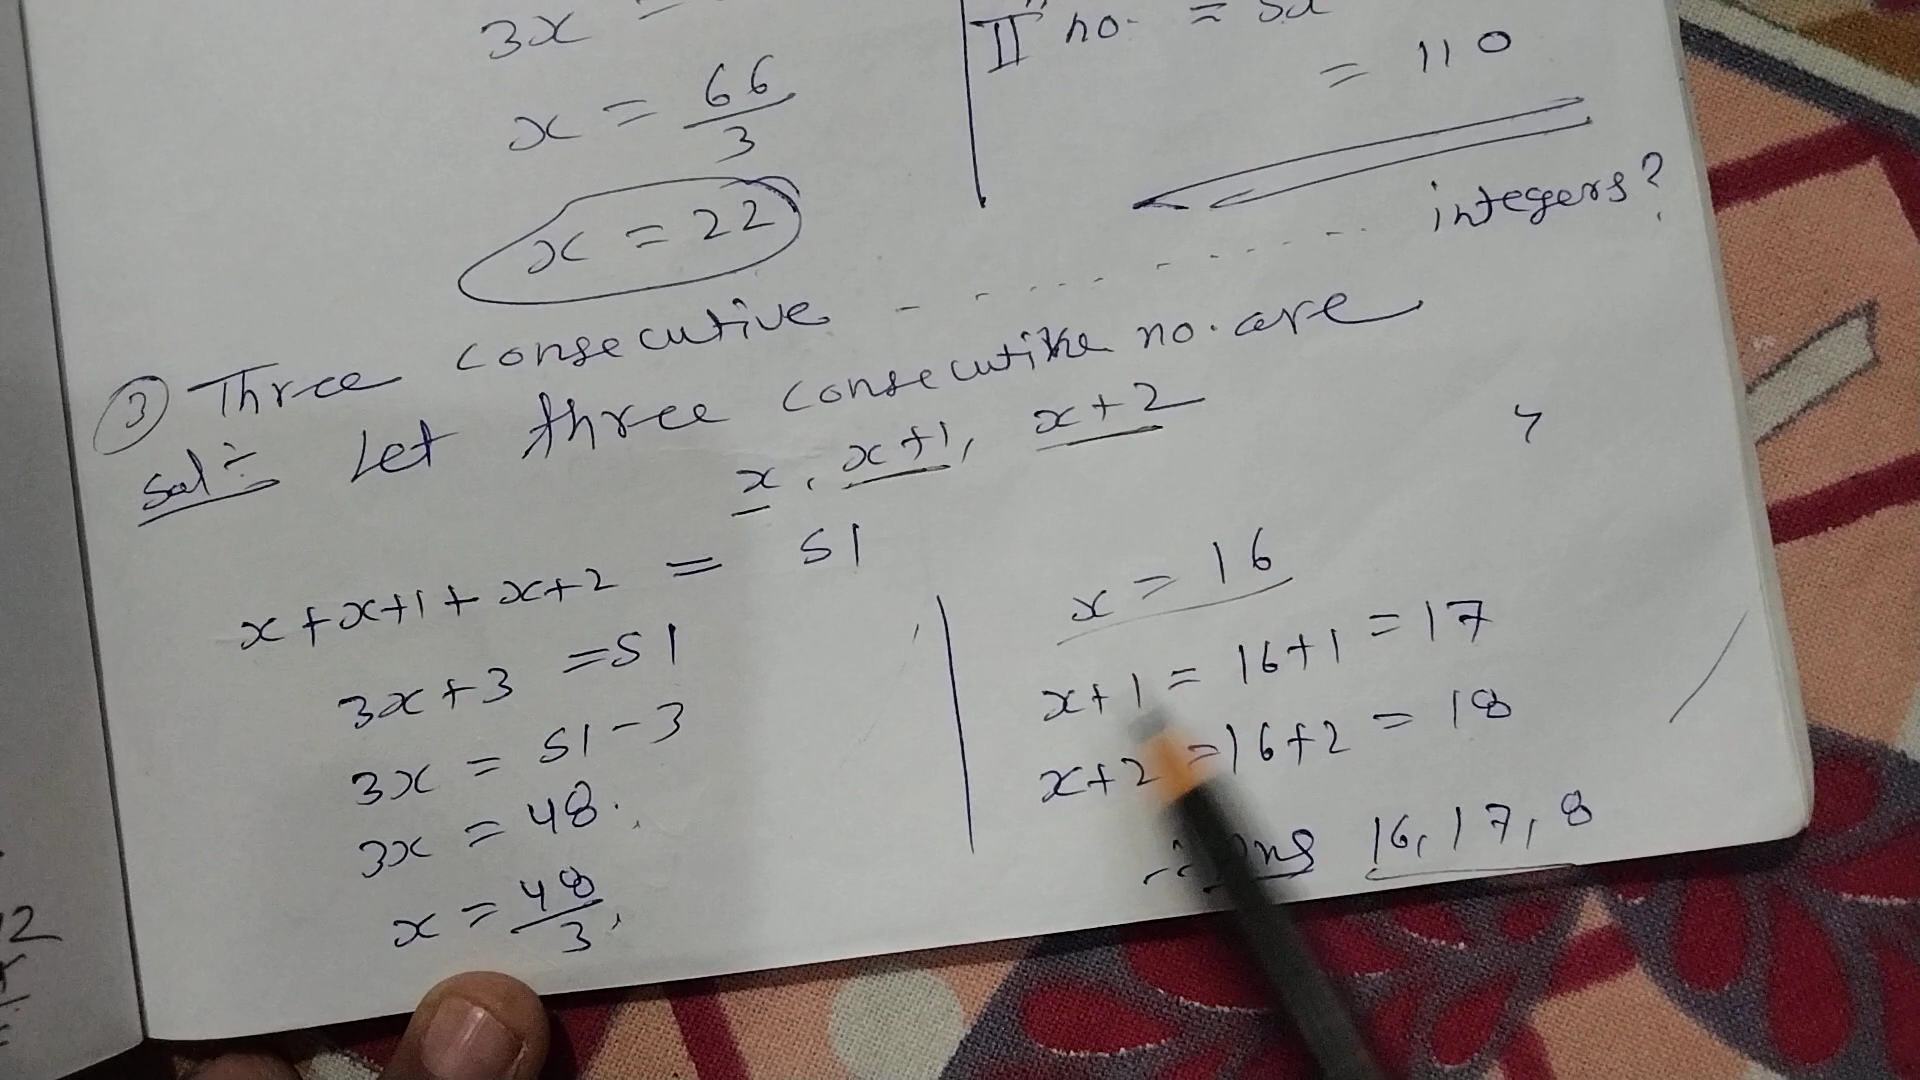 3x =
x = 66/3
x = 22
II no. =
= 110
③ Three consecutive - - - - - - - - - integers?
Sol ÷ Let three consecutive no. are
x, x+1, x+2
x+x+1+x+2 = 51
3x+3 = 51
3x = 51-3
3x = 48.
x = 48/3
x = 16
x+1 = 16+1 = 17
x+2 = 16+2 = 18
Ans 16, 17, 8